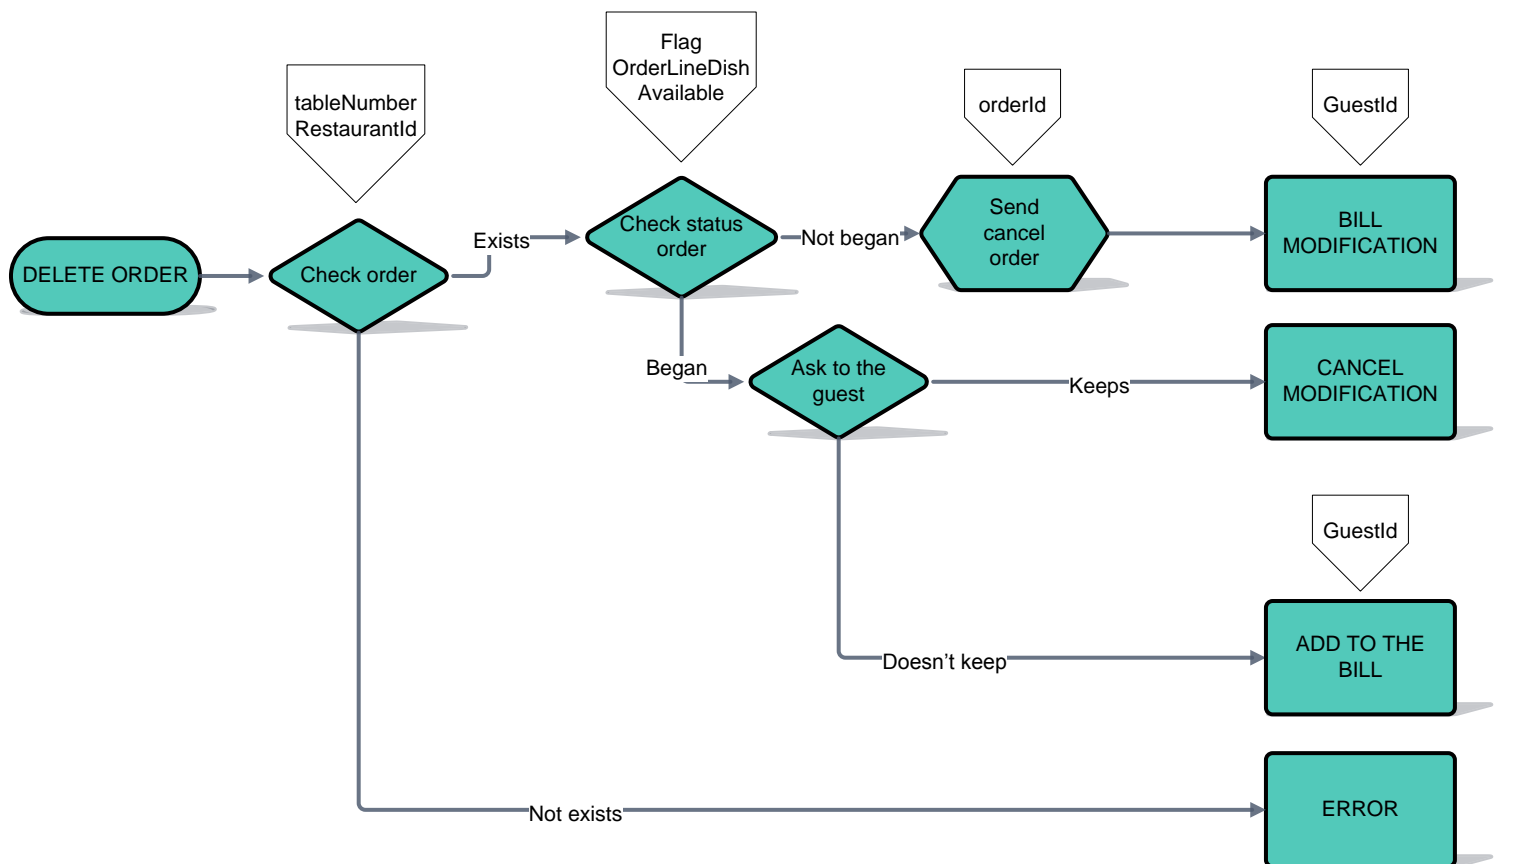 Flag
OrderLineDish
Available
tableNumber
RestaurantId
orderId
GuestId
DELETE ORDER
Check order
Exists
Check status
order
Not began
Send
cancel
order
BILL
MODIFICATION
Began
Ask to the
guest
Keeps
CANCEL
MODIFICATION
GuestId
Doesn't keep
ADD TO THE
BILL
Not exists
ERROR